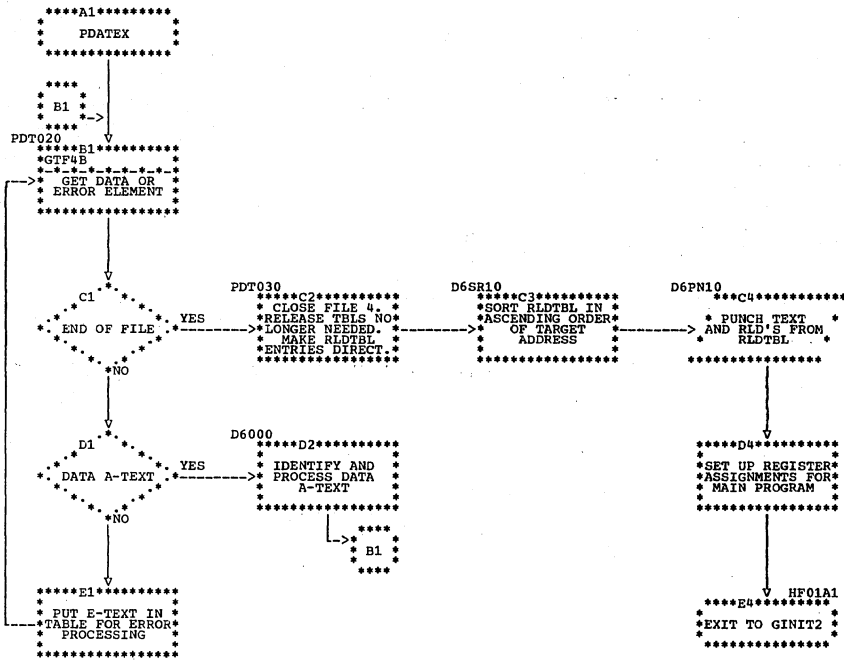 A1
PDATEX
B1
PDT020
B1
GTF4B
GET DATA OR
ERROR ELEMENT
C1
END OF FILE
YES
NO
PDT030
C2
CLOSE FILE 4.
RELEASE TBLS NO
LONGER NEEDED.
MAKE RLDTBL
ENTRIES DIRECT.
D6SR10
C3
SORT RLDTBL IN
ASCENDING ORDER
OF TARGET
ADDRESS
D6PN10
C4
PUNCH TEXT
AND RLD'S FROM
RLDTBL
D1
DATA A-TEXT
YES
NO
D6000
D2
IDENTIFY AND
PROCESS DATA
A-TEXT
B1
D4
SET UP REGISTER
ASSIGNMENTS FOR
MAIN PROGRAM
E1
PUT E-TEXT IN
TABLE FOR ERROR
PROCESSING
HF01A1
E4
EXIT TO GINIT2